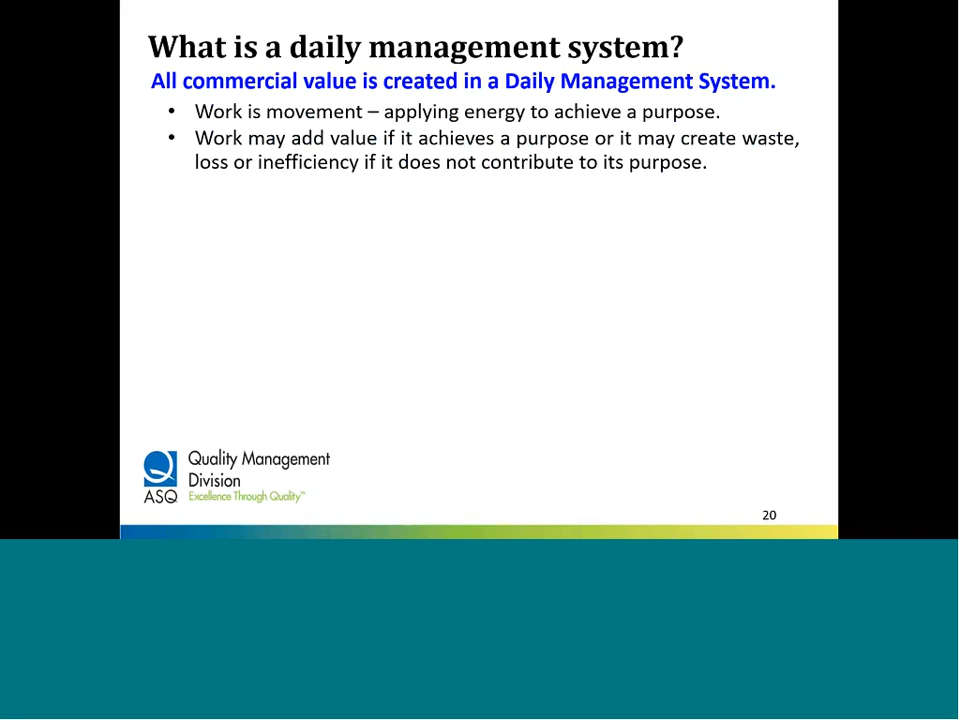 What is a daily management system?
All commercial value is created in a Daily Management System.
• Work is movement – applying energy to achieve a purpose.
• Work may add value if it achieves a purpose or it may create waste,
loss or inefficiency if it does not contribute to its purpose.
Quality Management
Division
ASQ Excellence Through Quality™
20